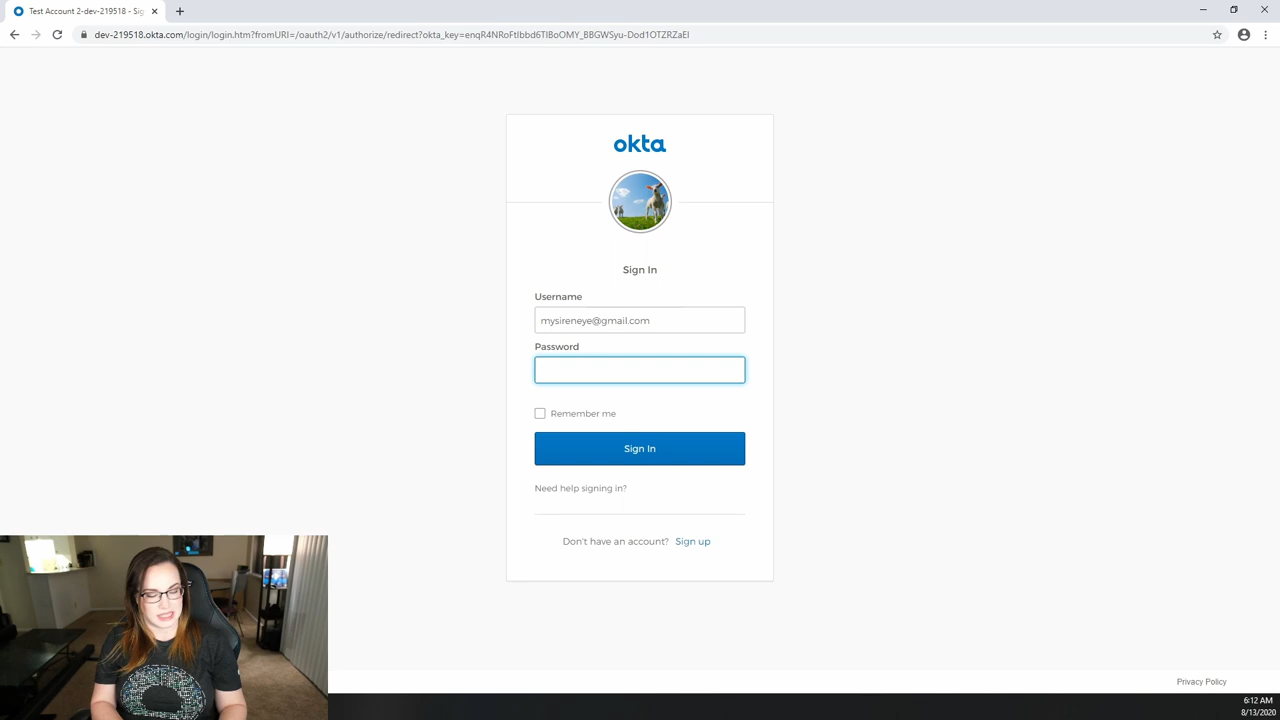 Test Account 2-dev-219518 - Sig
dev-219518.okta.com/login/login.htm?fromURI=/oauth2/v1/authorize/redirect?okta_key=enqR4NRoFtIbbd6TIBoOMY_BBGWSyu-Dod1OTZRZaEI
okta
Sign In
Username
mysireneye@gmail.com
Password
Remember me
Sign In
Need help signing in?
Don't have an account? Sign up
Privacy Policy
6:12 AM
8/13/2020